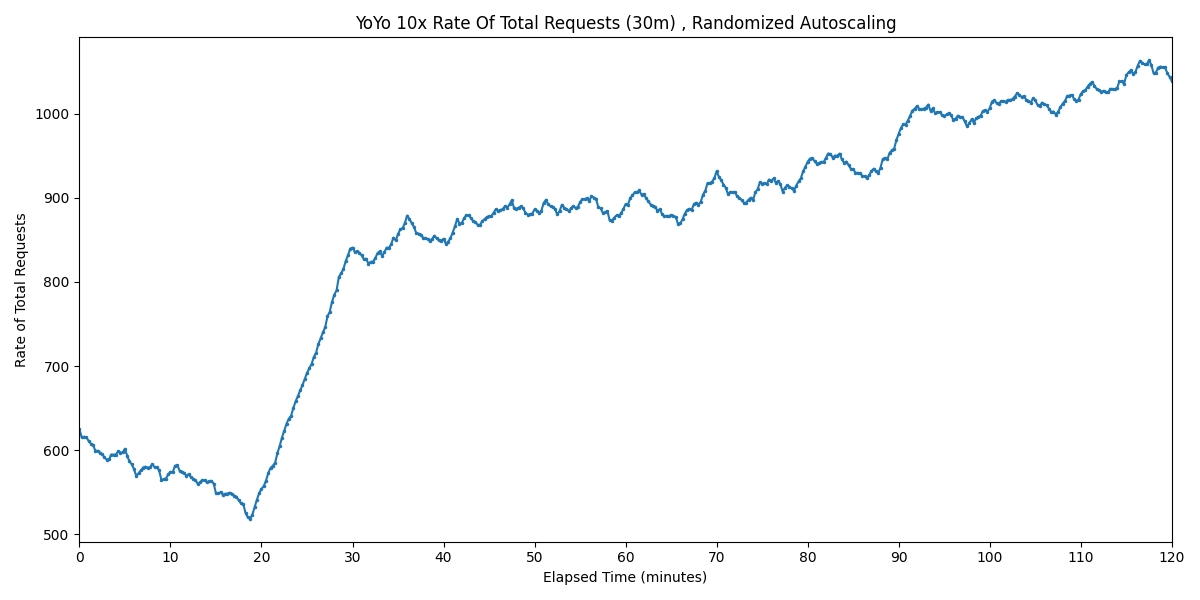 YoYo 10x Rate Of Total Requests (30m) , Randomized Autoscaling
Rate of Total Requests
1000
900
800
700
600
500
0 10 20 30 40 50 60 70 80 90 100 110 120
Elapsed Time (minutes)